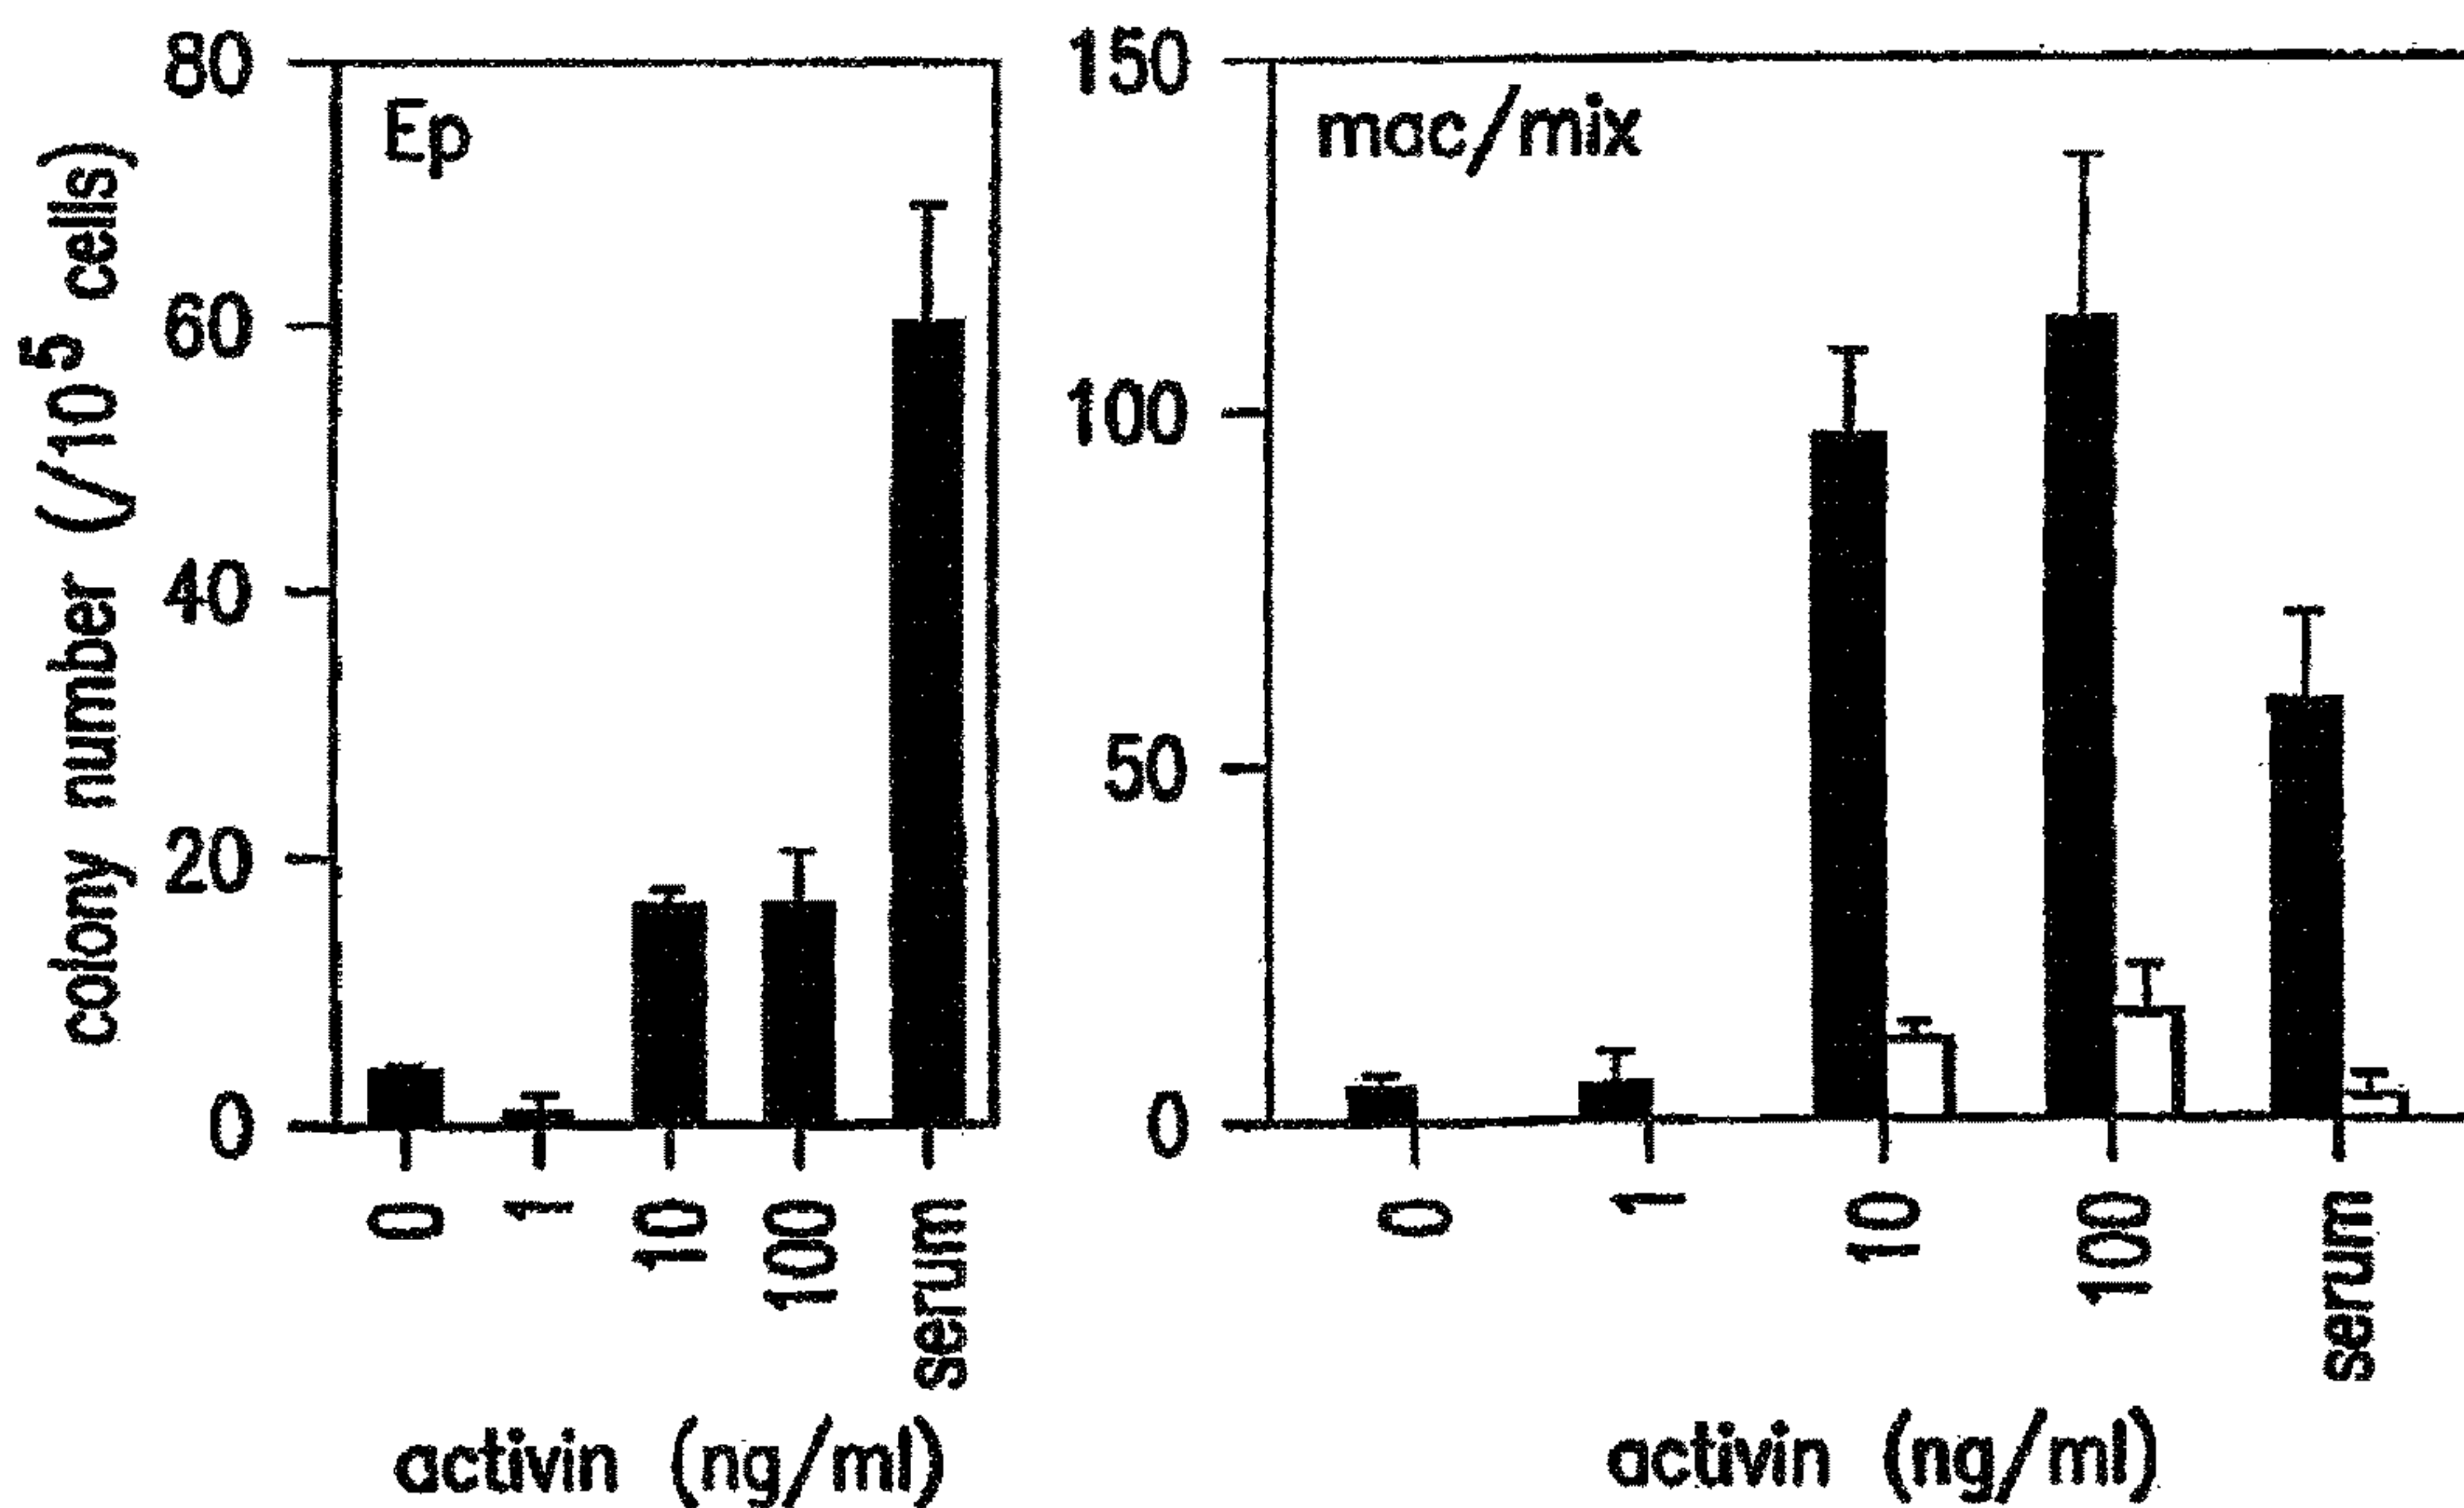 colony number (/10⁵ cells)
80
60
40
20
0
Ep
0 1 10 100 serum
activin (ng/ml)
150
100
50
0
mac/mix
0 1 10 100 serum
activin (ng/ml)